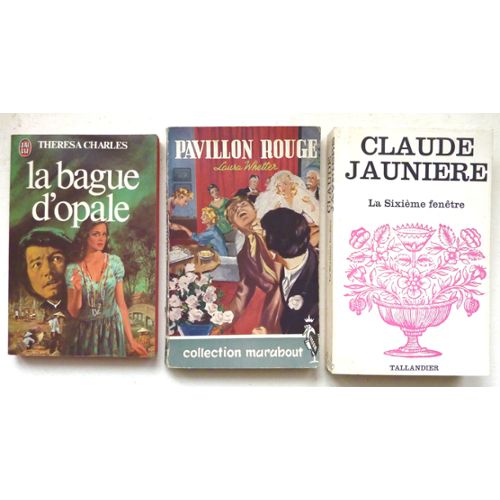 J'AI LU
THERESA CHARLES
la bague
d'opale
PAVILLON ROUGE
Laura Whetter
collection marabout
CLAUDE
JAUNIERE
La Sixième fenêtre
TALLANDIER